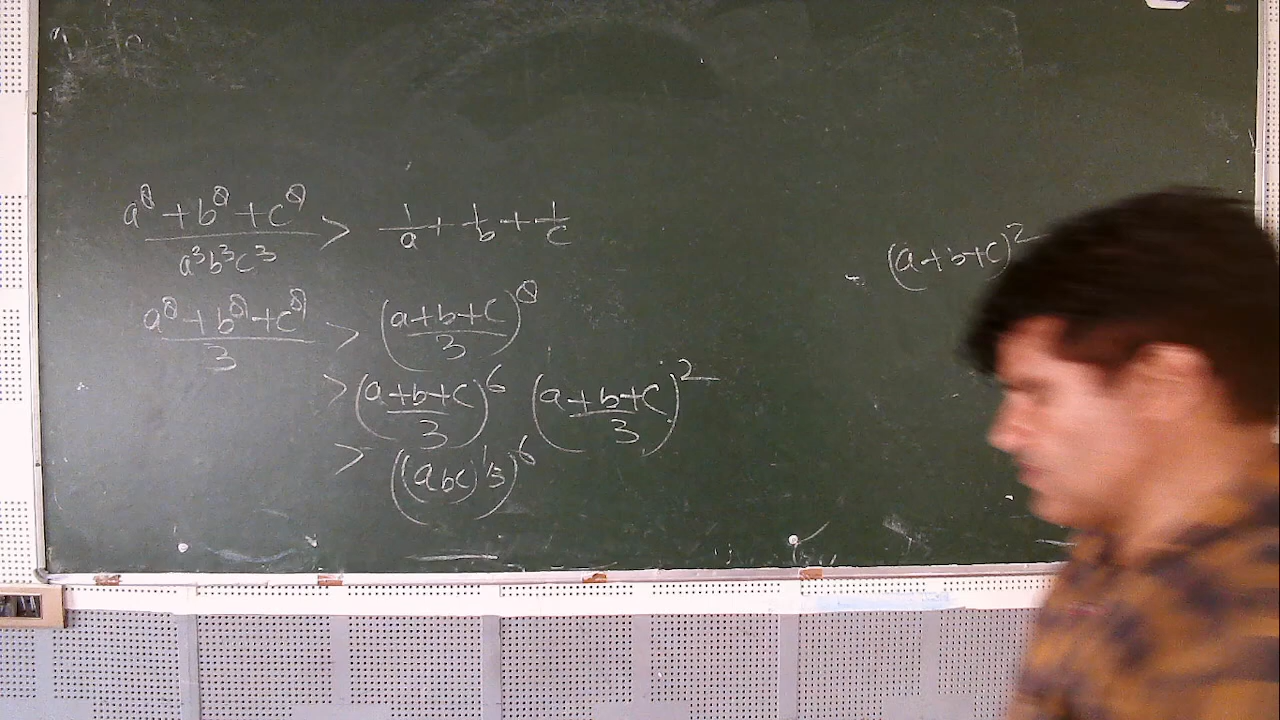 a⁸ + b⁸ + c⁸ / a³b³c³ > 1/a + 1/b + 1/c
a⁸ + b⁸ + c⁸ / 3 > (a+b+c / 3)⁸
> (a+b+c / 3)⁶ (a+b+c / 3)²
> ((abc)^1/3)⁶
(a+b+c)²